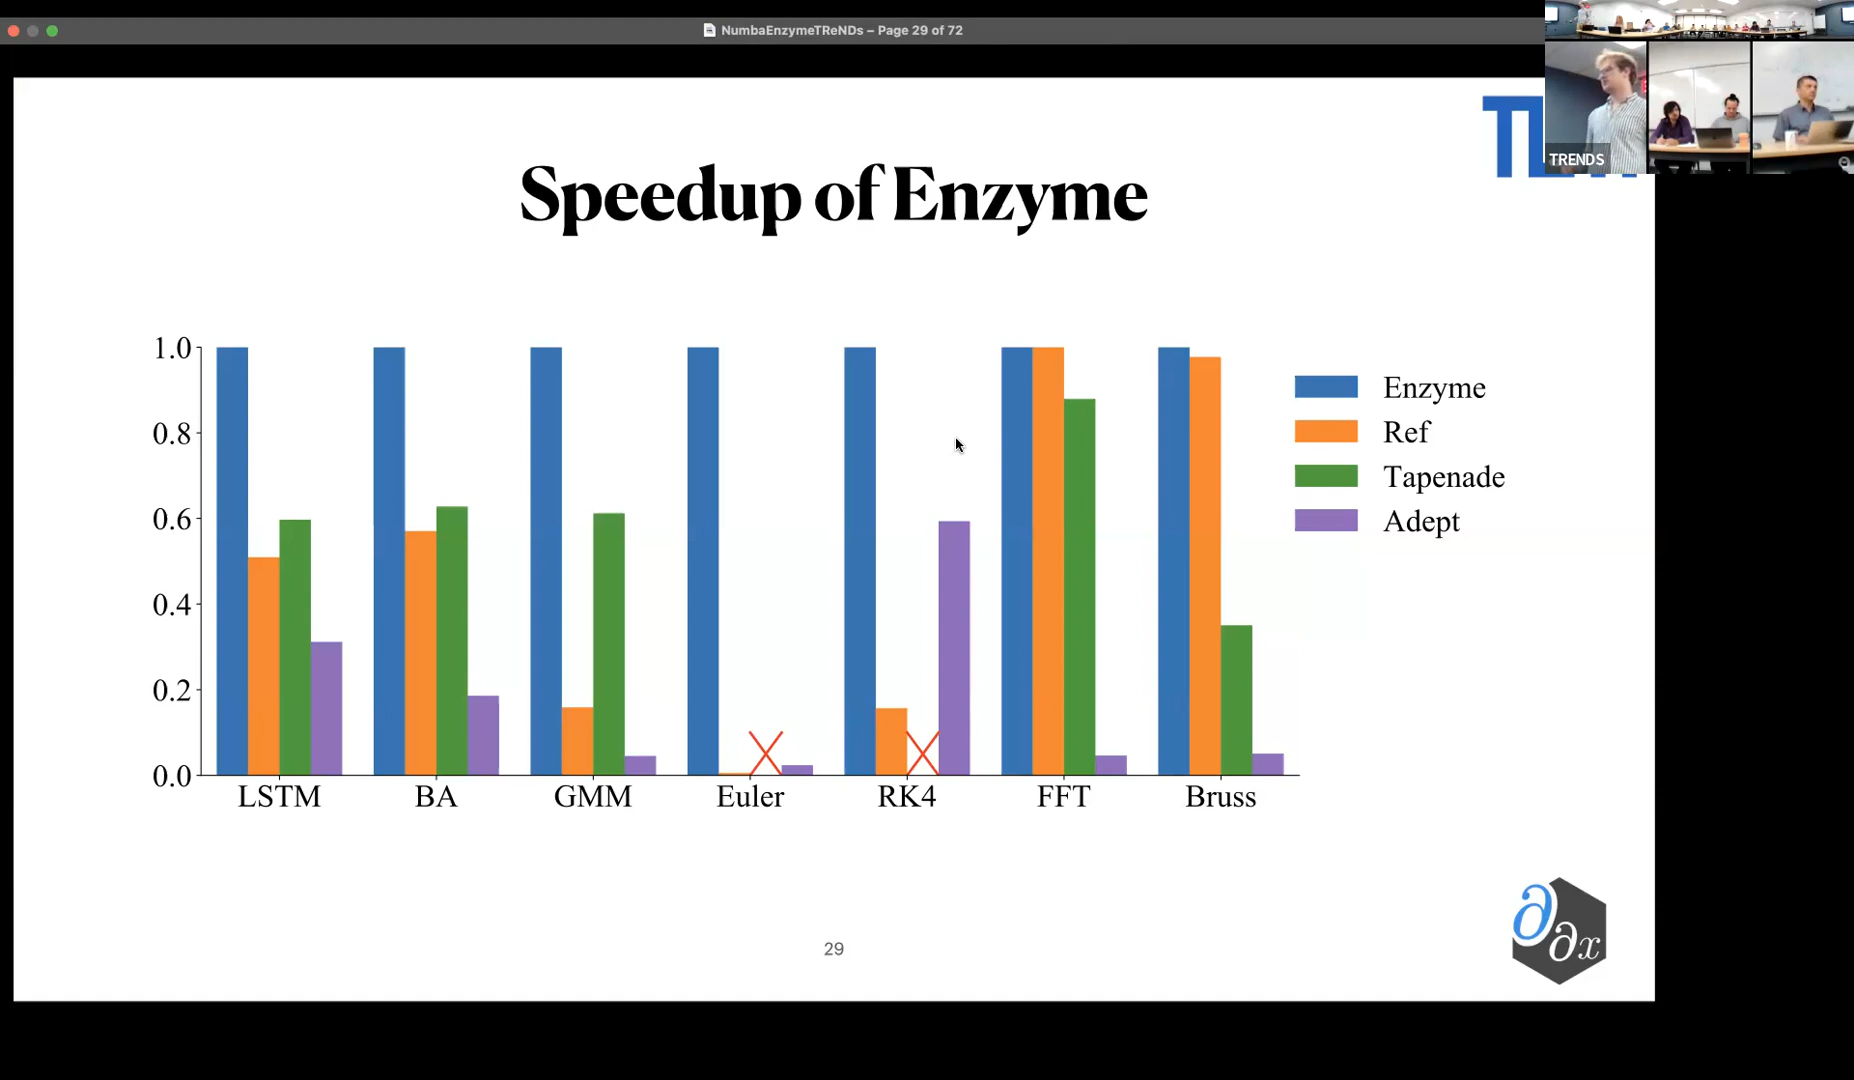 NumbaEnzymeTReNDs – Page 29 of 72
TRENDS
Speedup of Enzyme
1.0
0.8
0.6
0.4
0.2
0.0
LSTM BA GMM Euler RK4 FFT Bruss
Enzyme
Ref
Tapenade
Adept
29
∂
∂x